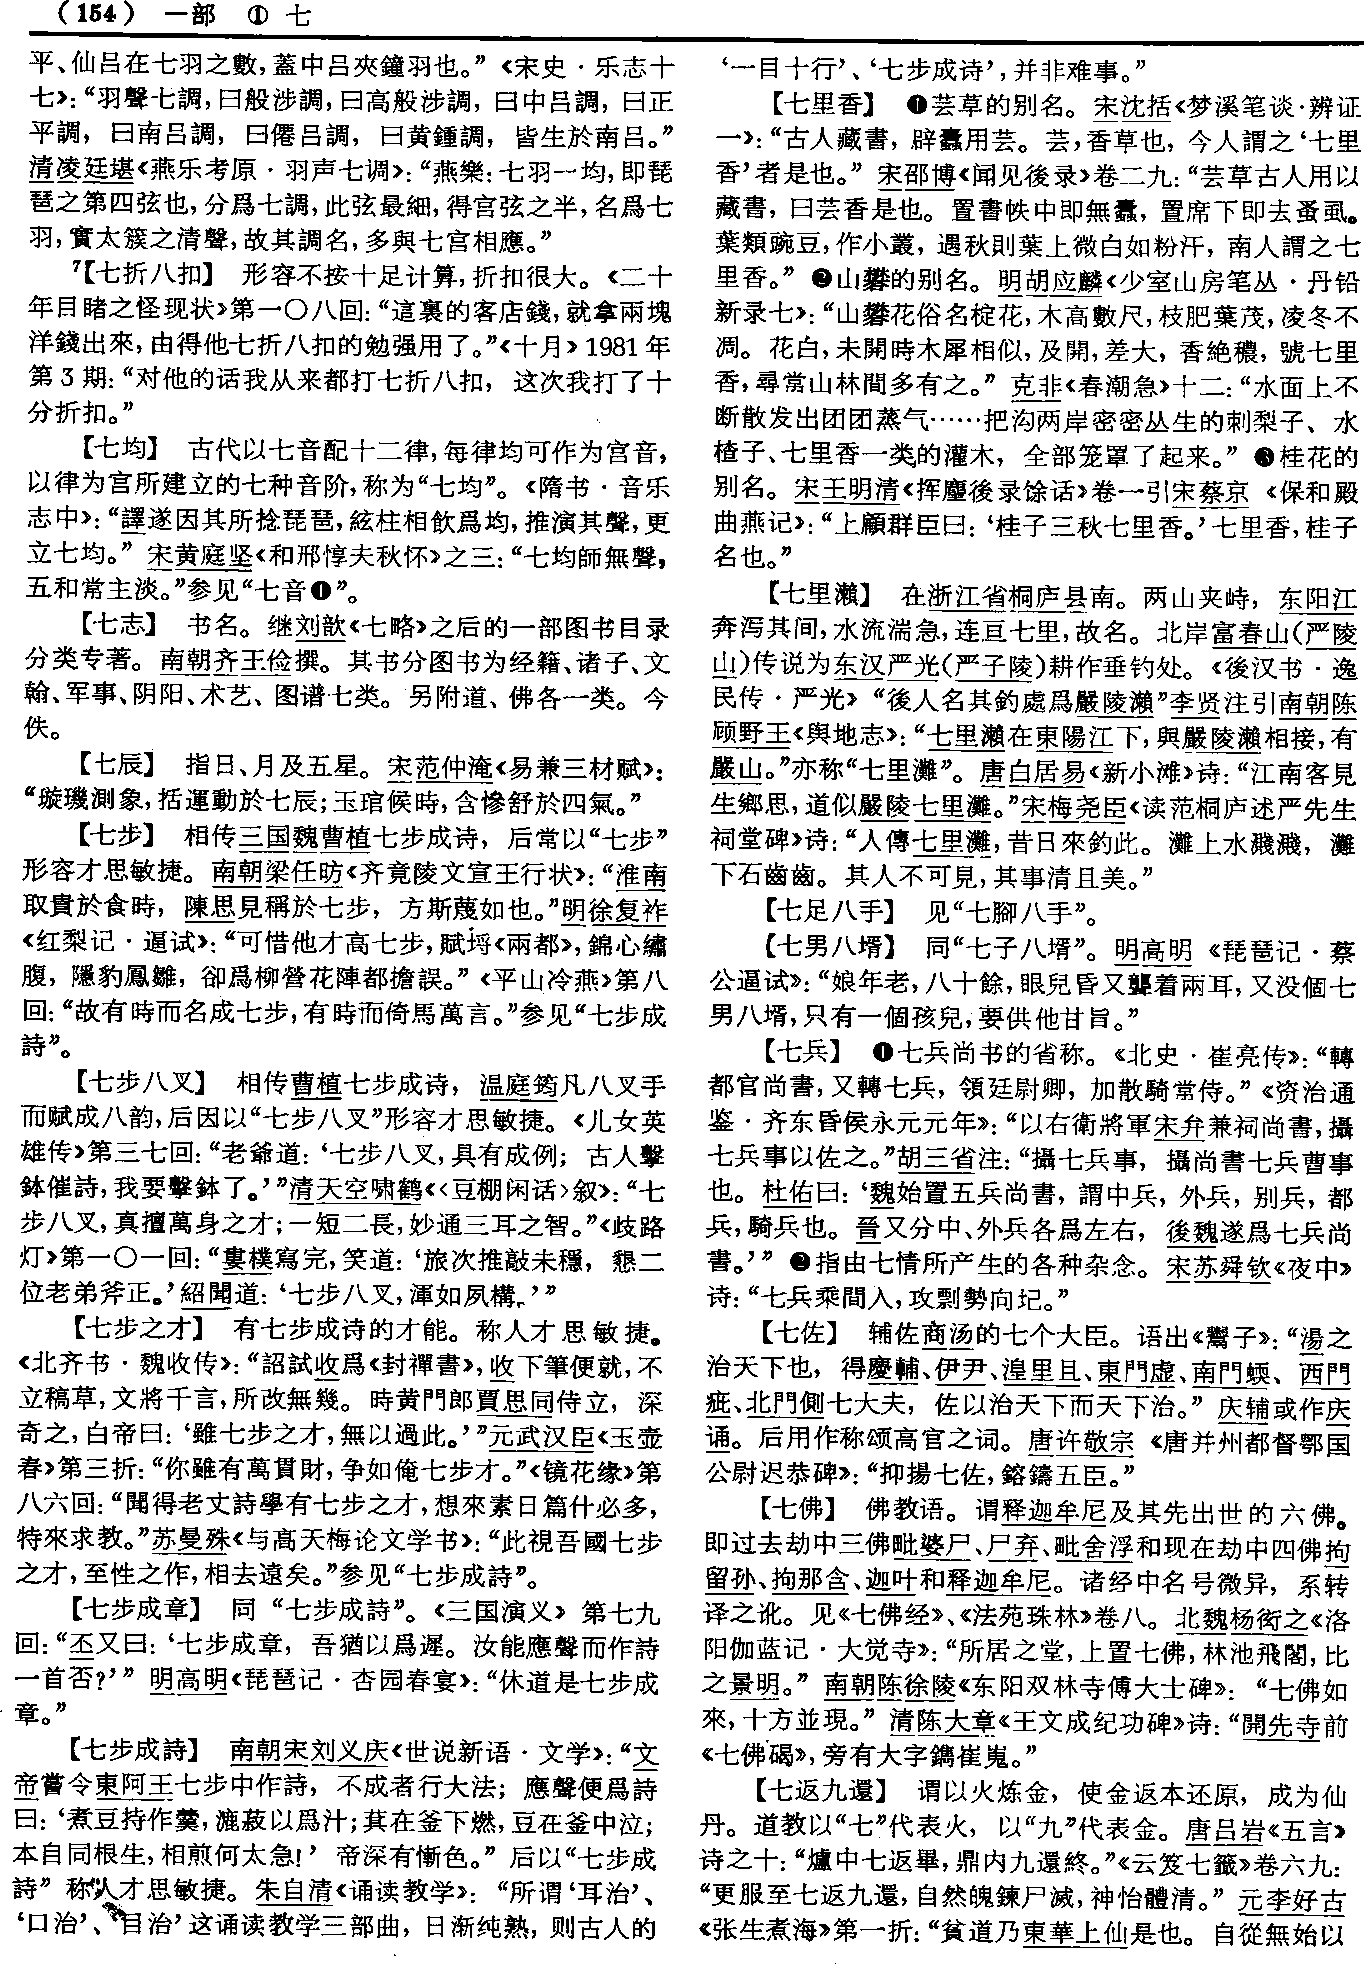 （154） 一部 ① 七
平、仙吕在七羽之數，蓋中吕夾鐘羽也。”《宋史·乐志十
七》：“羽聲七調，曰般涉調，曰高般涉調，曰中吕調，曰正
平調，曰南吕調，曰僊吕調，曰黄鍾調，皆生於南吕。”
清凌廷堪《燕乐考原·羽声七调》：“燕樂：七羽一均，即琵
琶之第四弦也，分爲七調，此弦最細，得宫弦之半，名爲七
羽，實太簇之清聲，故其調名，多與七宫相應。”
7【七折八扣】 形容不按十足计算，折扣很大。《二十
年目睹之怪现状》第一〇八回：“這裏的客店錢，就拿兩塊
洋錢出來，由得他七折八扣的勉强用了。”《十月》1981年
第3期：“对他的话我从来都打七折八扣，这次我打了十
分折扣。”
【七均】 古代以七音配十二律，每律均可作为宫音，
以律为宫所建立的七种音阶，称为“七均”。《隋书·音乐
志中》：“譯遂因其所捻琵琶，絃柱相飲爲均，推演其聲，更
立七均。”宋黄庭坚《和邢惇夫秋怀》之三：“七均師無聲，
五和常主淡。”参见“七音❶”。
【七志】 书名。继刘歆《七略》之后的一部图书目录
分类专著。南朝齐王俭撰。其书分图书为经籍、诸子、文
翰、军事、阴阳、术艺、图谱七类。另附道、佛各一类。今
佚。
【七辰】 指日、月及五星。宋范仲淹《易兼三材赋》：
“璇璣測象，括運動於七辰；玉琯候時，含慘舒於四氣。”
【七步】 相传三国魏曹植七步成诗，后常以“七步”
形容才思敏捷。南朝梁任昉《齐竟陵文宣王行状》：“淮南
取貴於食時，陳思見稱於七步，方斯蔑如也。”明徐复祚
《红梨记·逼试》：“可惜他才高七步，賦埒《兩都》，錦心繡
腹，隱豹鳳雛，卻爲柳營花陣都擔誤。”《平山冷燕》第八
回：“故有時而名成七步，有時而倚馬萬言。”参见“七步成
詩”。
【七步八叉】 相传曹植七步成诗，温庭筠凡八叉手
而赋成八韵，后因以“七步八叉”形容才思敏捷。《儿女英
雄传》第三七回：“老爺道：‘七步八叉，具有成例；古人擊
鉢催詩，我要擊鉢了。’”清天空啸鹤《〈豆棚闲话〉叙》：“七
步八叉，真擅萬身之才；一短二長，妙通三耳之智。”《歧路
灯》第一〇一回：“婁樸寫完，笑道：‘旅次推敲未穩，懇二
位老弟斧正。’紹聞道：‘七步八叉，渾如夙構。’”
【七步之才】 有七步成诗的才能。称人才思敏捷。
《北齐书·魏收传》：“詔試收爲《封禪書》，收下筆便就，不
立稿草，文將千言，所改無幾。時黄門郎賈思同侍立，深
奇之，白帝曰：‘雖七步之才，無以過此。’”元武汉臣《玉壶
春》第三折：“你雖有萬貫財，争如俺七步才。”《镜花缘》第
八六回：“聞得老丈詩學有七步之才，想來素日篇什必多，
特來求教。”苏曼殊《与高天梅论文学书》：“此視吾國七步
之才，至性之作，相去遠矣。”参见“七步成詩”。
【七步成章】 同“七步成詩”。《三国演义》第七九
回：“丕又曰：‘七步成章，吾猶以爲遲。汝能應聲而作詩
一首否？’”明高明《琵琶记·杏园春宴》：“休道是七步成
章。”
【七步成詩】 南朝宋刘义庆《世说新语·文学》：“文
帝嘗令東阿王七步中作詩，不成者行大法；應聲便爲詩
曰：‘煮豆持作羹，漉菽以爲汁；萁在釜下燃，豆在釜中泣；
本自同根生，相煎何太急！’帝深有慚色。”后以“七步成
詩”称人才思敏捷。朱自清《诵读教学》：“所谓‘耳治’、
‘口治’、‘目治’这诵读教学三部曲，日渐纯熟，则古人的
‘一目十行’、‘七步成诗’，并非难事。”
【七里香】 ❶芸草的别名。宋沈括《梦溪笔谈·辨证
一》：“古人藏書，辟蠹用芸。芸，香草也，今人謂之‘七里
香’者是也。”宋邵博《闻见後录》卷二九：“芸草古人用以
藏書，曰芸香是也。置書帙中即無蠹，置席下即去蚤虱。
葉類豌豆，作小叢，遇秋則葉上微白如粉汗，南人謂之七
里香。”❷山礬的别名。明胡应麟《少室山房笔丛·丹铅
新录七》：“山礬花俗名椗花，木高數尺，枝肥葉茂，凌冬不
凋。花白，未開時木犀相似，及開，差大，香絶穠，號七里
香，尋常山林間多有之。”克非《春潮急》十二：“水面上不
断散发出团团蒸气……把沟两岸密密丛生的刺梨子、水
楂子、七里香一类的灌木，全部笼罩了起来。”❸桂花的
别名。宋王明清《挥麈後录馀话》卷一引宋蔡京《保和殿
曲燕记》：“上顧群臣曰：‘桂子三秋七里香。’七里香，桂子
名也。”
【七里瀨】 在浙江省桐庐县南。两山夹峙，东阳江
奔泻其间，水流湍急，连亘七里，故名。北岸富春山（严陵
山）传说为东汉严光（严子陵）耕作垂钓处。《後汉书·逸
民传·严光》“後人名其釣處爲嚴陵瀨”李贤注引南朝陈
顾野王《舆地志》：“七里瀨在東陽江下，與嚴陵瀨相接，有
嚴山。”亦称“七里灘”。唐白居易《新小滩》诗：“江南客見
生鄉思，道似嚴陵七里灘。”宋梅尧臣《读范桐庐述严先生
祠堂碑》诗：“人傳七里灘，昔日來釣此。灘上水濺濺，灘
下石齒齒。其人不可見，其事清且美。”
【七足八手】 见“七腳八手”。
【七男八壻】 同“七子八壻”。明高明《琵琶记·蔡
公逼试》：“娘年老，八十餘，眼兒昏又聾着兩耳，又没個七
男八壻，只有一個孩兒，要供他甘旨。”
【七兵】 ❶七兵尚书的省称。《北史·崔亮传》：“轉
都官尚書，又轉七兵，領廷尉卿，加散騎常侍。”《资治通
鉴·齐东昏侯永元元年》：“以右衛將軍宋弁兼祠尚書，攝
七兵事以佐之。”胡三省注：“攝七兵事，攝尚書七兵曹事
也。杜佑曰：‘魏始置五兵尚書，謂中兵，外兵，别兵，都
兵，騎兵也。晉又分中、外兵各爲左右，後魏遂爲七兵尚
書。’”❷指由七情所产生的各种杂念。宋苏舜钦《夜中》
诗：“七兵乘間入，攻剽勢向圮。”
【七佐】 辅佐商汤的七个大臣。语出《鬻子》：“湯之
治天下也，得慶輔、伊尹、湟里且、東門虚、南門蝡、西門
疵、北門側七大夫，佐以治天下而天下治。”庆辅或作庆
诵。后用作称颂高官之词。唐许敬宗《唐并州都督鄂国
公尉迟恭碑》：“抑揚七佐，鎔鑄五臣。”
【七佛】 佛教语。谓释迦牟尼及其先出世的六佛。
即过去劫中三佛毗婆尸、尸弃、毗舍浮和现在劫中四佛拘
留孙、拘那含、迦叶和释迦牟尼。诸经中名号微异，系转
译之讹。见《七佛经》、《法苑珠林》卷八。北魏杨衒之《洛
阳伽蓝记·大觉寺》：“所居之堂，上置七佛，林池飛閣，比
之景明。”南朝陈徐陵《东阳双林寺傅大士碑》：“七佛如
來，十方並現。”清陈大章《王文成纪功碑》诗：“開先寺前
《七佛碣》，旁有大字鐫崔嵬。”
【七返九還】 谓以火炼金，使金返本还原，成为仙
丹。道教以“七”代表火，以“九”代表金。唐吕岩《五言》
诗之十：“爐中七返畢，鼎内九還終。”《云笈七籤》卷六九：
“更服至七返九還，自然魄鍊尸滅，神怡體清。”元李好古
《张生煮海》第一折：“貧道乃東華上仙是也。自從無始以